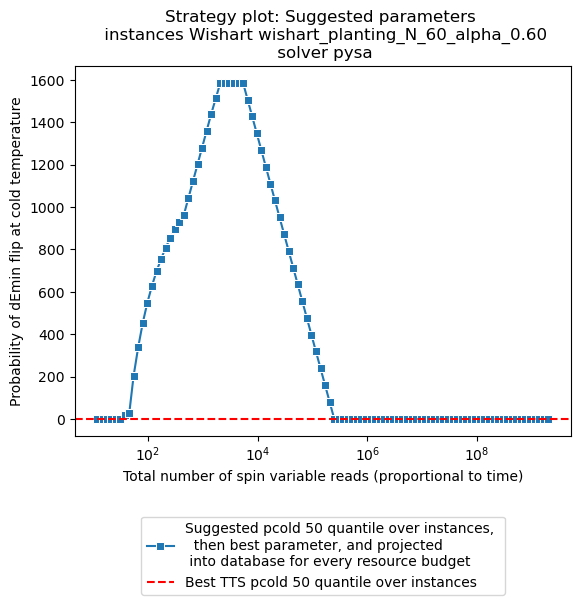 Strategy plot: Suggested parameters
instances Wishart wishart_planting_N_60_alpha_0.60
solver pysa
Probability of dEmin flip at cold temperature
1600
1400
1200
1000
800
600
400
200
0
10² 10⁴ 10⁶ 10⁸
Total number of spin variable reads (proportional to time)
Suggested pcold 50 quantile over instances,
then best parameter, and projected
into database for every resource budget
Best TTS pcold 50 quantile over instances